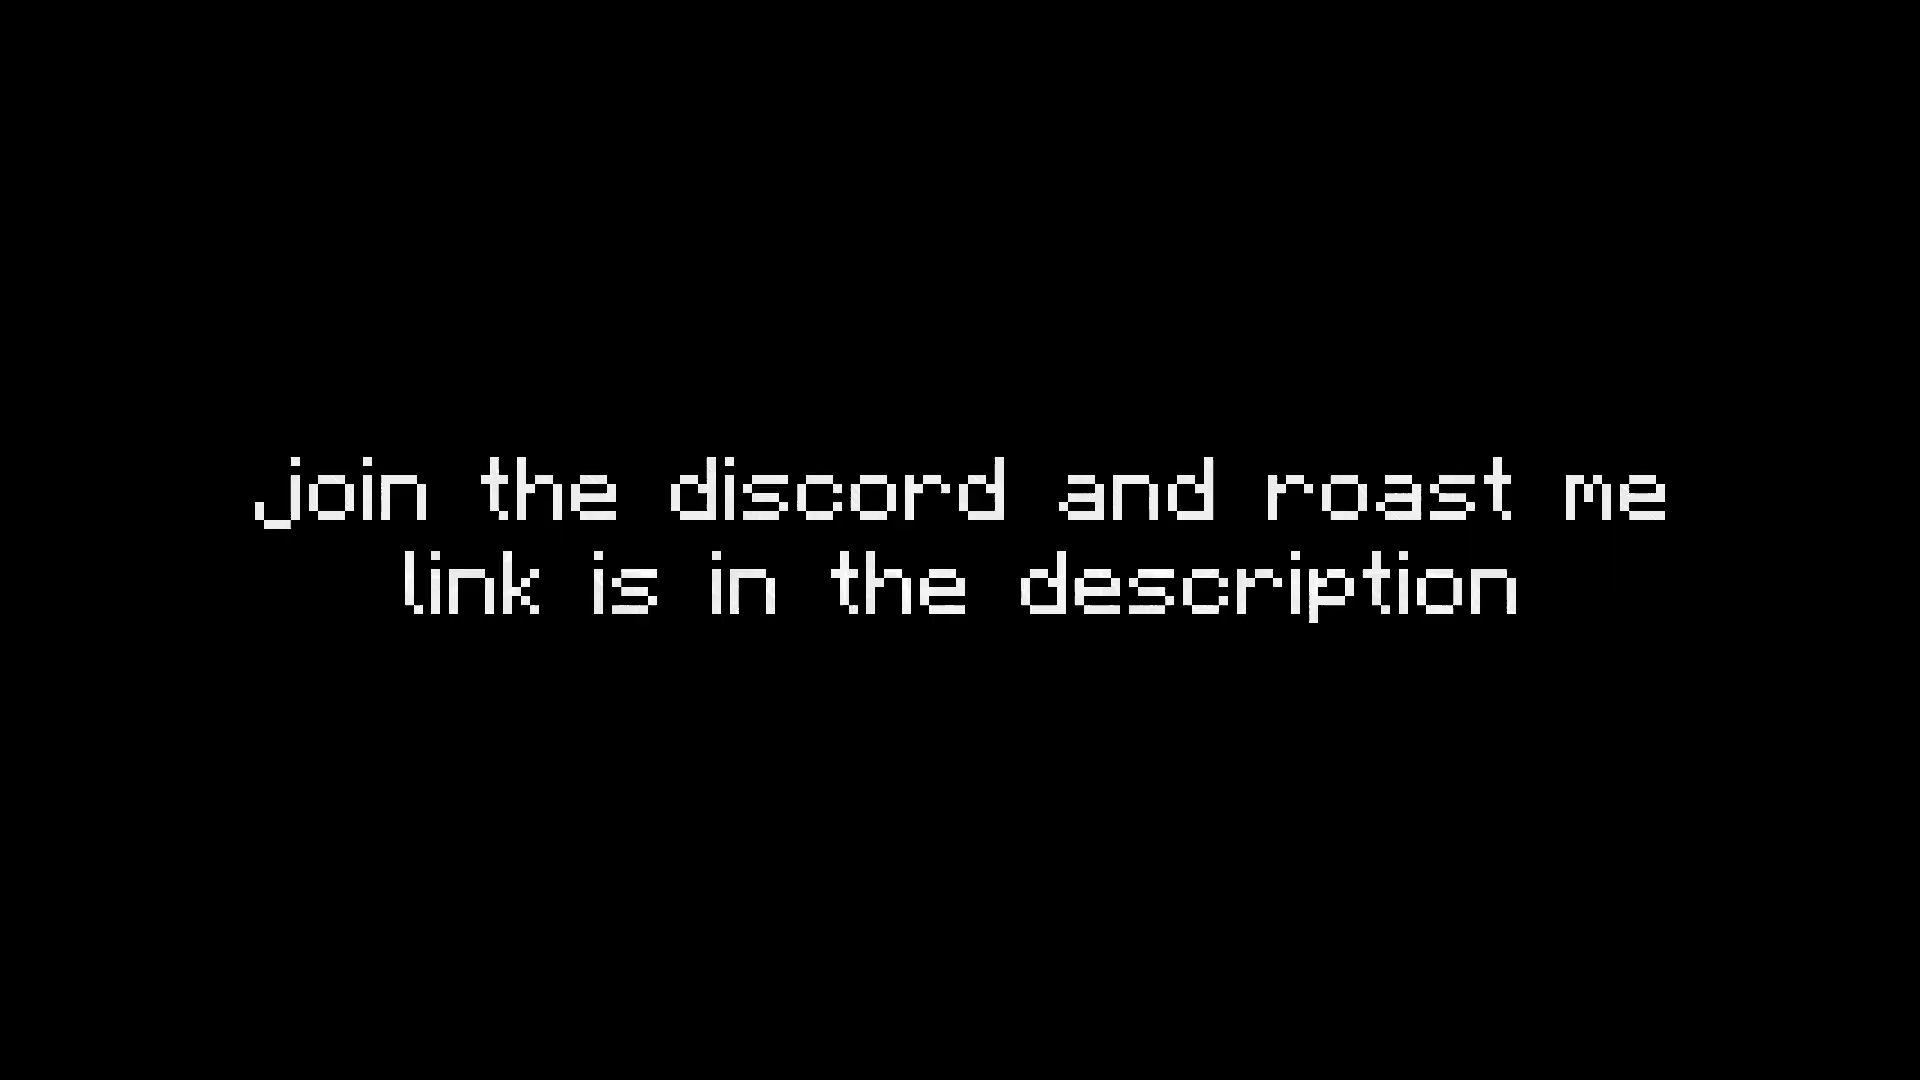 join the discord and roast me
link is in the description